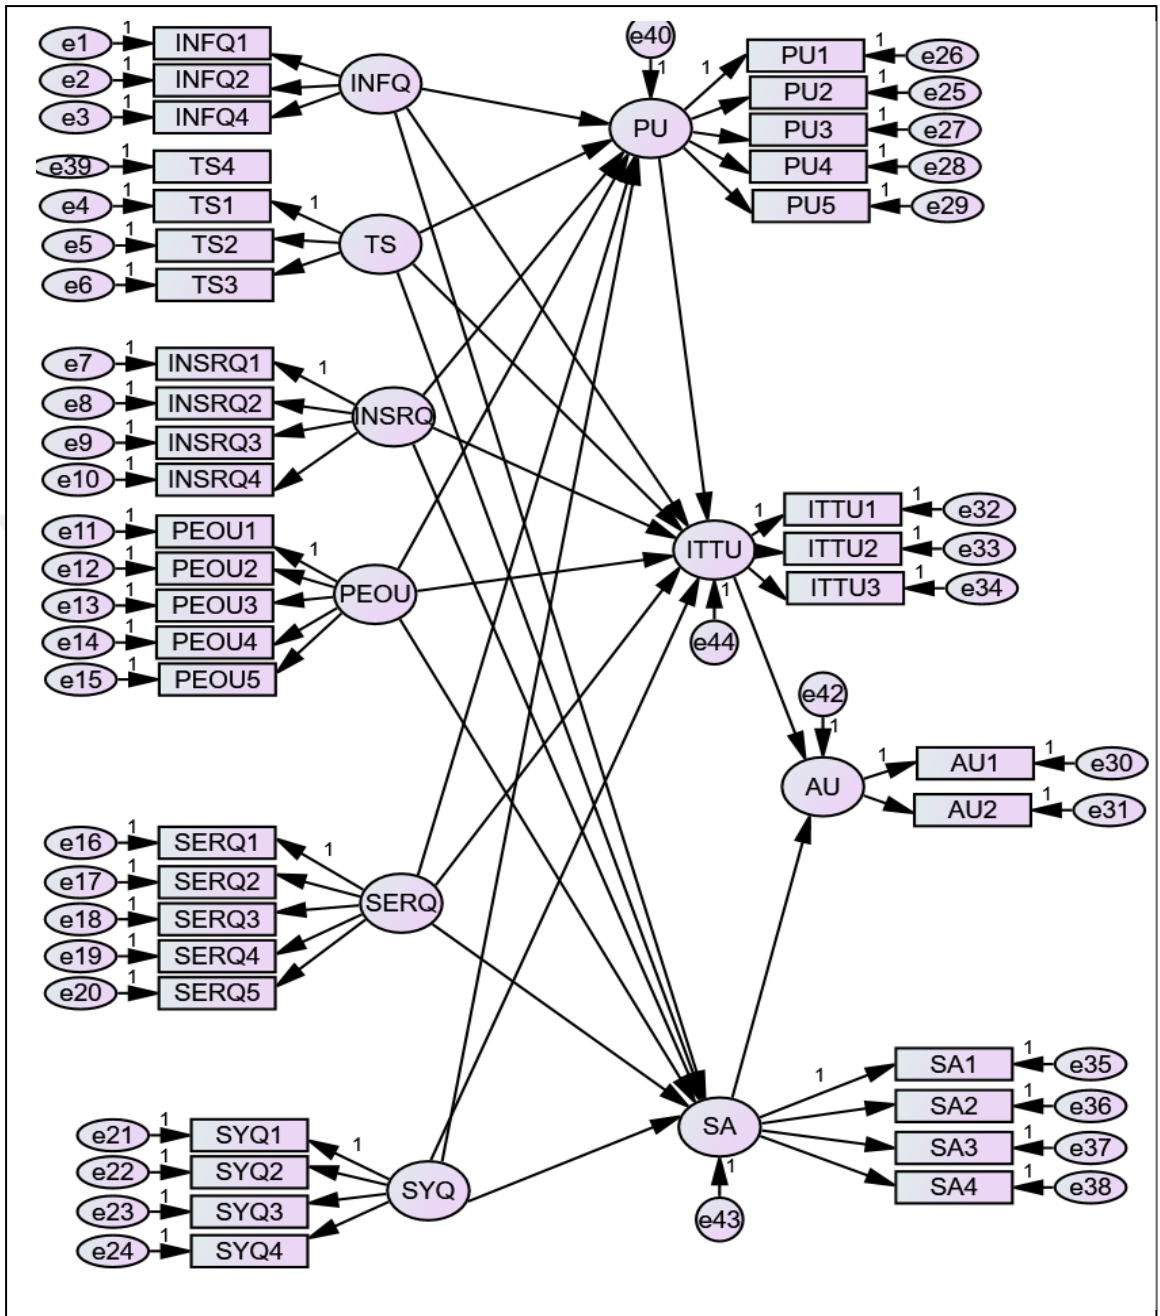 e1 1 INFQ1
e2 1 INFQ2
e3 1 INFQ4
INFQ
e39 1 TS4
e4 1 TS1 1
e5 1 TS2
e6 1 TS3
TS
e7 1 INSRQ1 1
e8 1 INSRQ2
e9 1 INSRQ3
e10 1 INSRQ4
INSRQ
e11 1 PEOU1 1
e12 1 PEOU2
e13 1 PEOU3
e14 1 PEOU4
e15 1 PEOU5
PEOU
e16 1 SERQ1 1
e17 1 SERQ2
e18 1 SERQ3
e19 1 SERQ4
e20 1 SERQ5
SERQ
e21 1 SYQ1 1
e22 1 SYQ2
e23 1 SYQ3
e24 1 SYQ4
SYQ
e40 1
PU
1 PU1 1 e26
PU2 1 e25
PU3 1 e27
PU4 1 e28
PU5 1 e29
ITTU
1 ITTU1 1 e32
ITTU2 1 e33
ITTU3 1 e34
1
e44
e42
1
AU
1 AU1 1 e30
AU2 1 e31
SA
1 SA1 1 e35
SA2 1 e36
SA3 1 e37
SA4 1 e38
1
e43